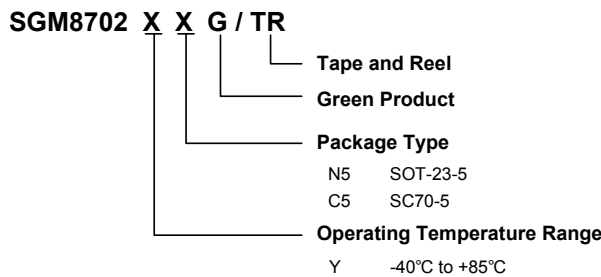 SGM8702 X X G / TR
Tape and Reel
Green Product
Package Type
N5 SOT-23-5
C5 SC70-5
Operating Temperature Range
Y -40℃ to +85℃